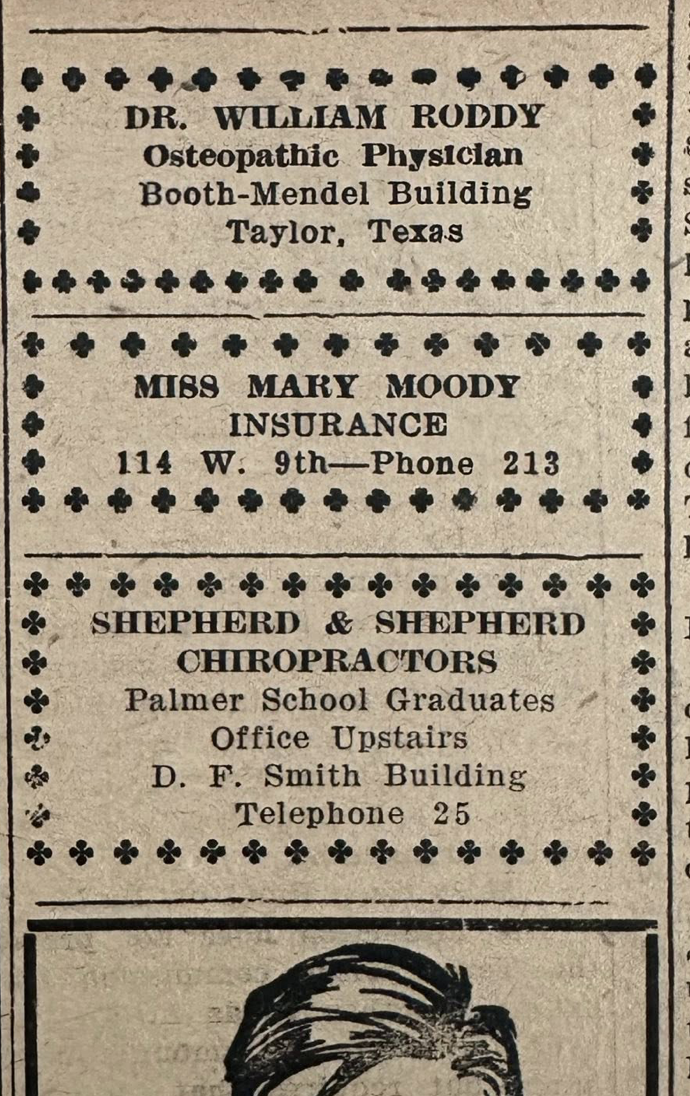 DR. WILLIAM RODDY
Osteopathic Physician
Booth-Mendel Building
Taylor, Texas
MISS MARY MOODY
INSURANCE
114 W. 9th—Phone 213
SHEPHERD & SHEPHERD
CHIROPRACTORS
Palmer School Graduates
Office Upstairs
D. F. Smith Building
Telephone 25